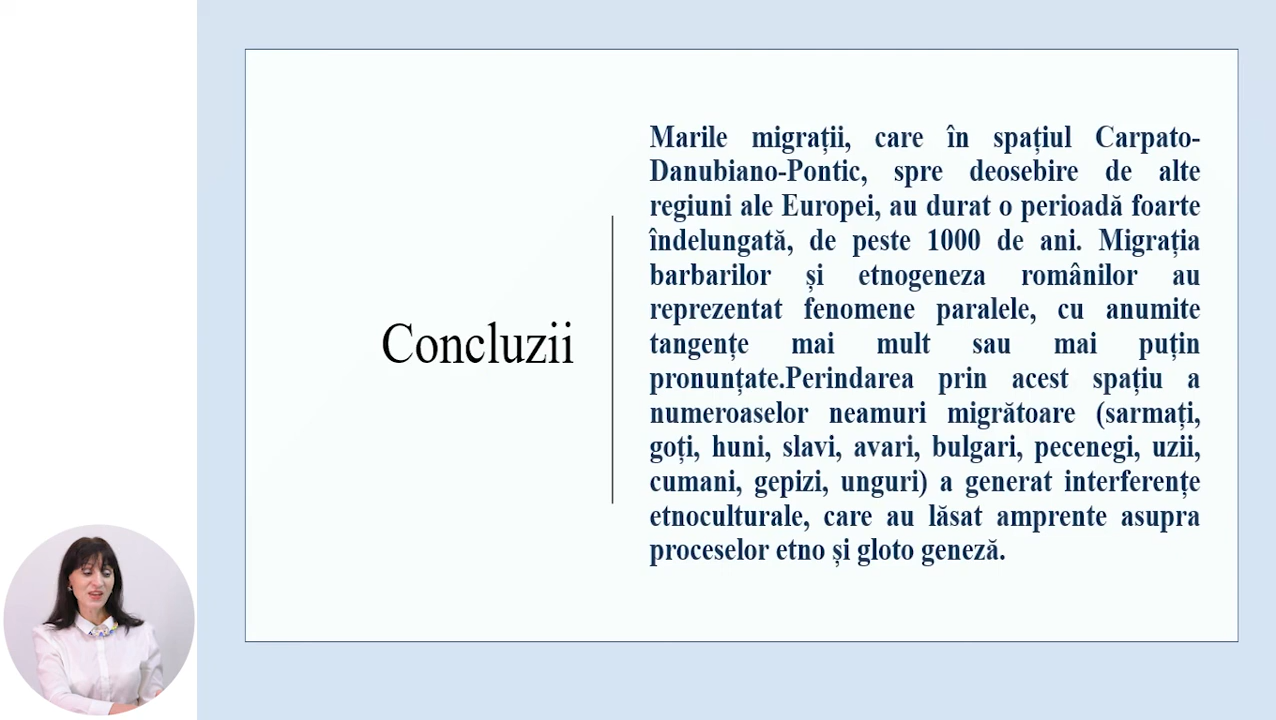 Concluzii
Marile migrații, care în spațiul Carpato-
Danubiano-Pontic, spre deosebire de alte
regiuni ale Europei, au durat o perioadă foarte
îndelungată, de peste 1000 de ani. Migrația
barbarilor și etnogeneza românilor au
reprezentat fenomene paralele, cu anumite
tangențe mai mult sau mai puțin
pronunțate.Perindarea prin acest spațiu a
numeroaselor neamuri migrătoare (sarmați,
goți, huni, slavi, avari, bulgari, pecenegi, uzii,
cumani, gepizi, unguri) a generat interferențe
etnoculturale, care au lăsat amprente asupra
proceselor etno și gloto geneză.